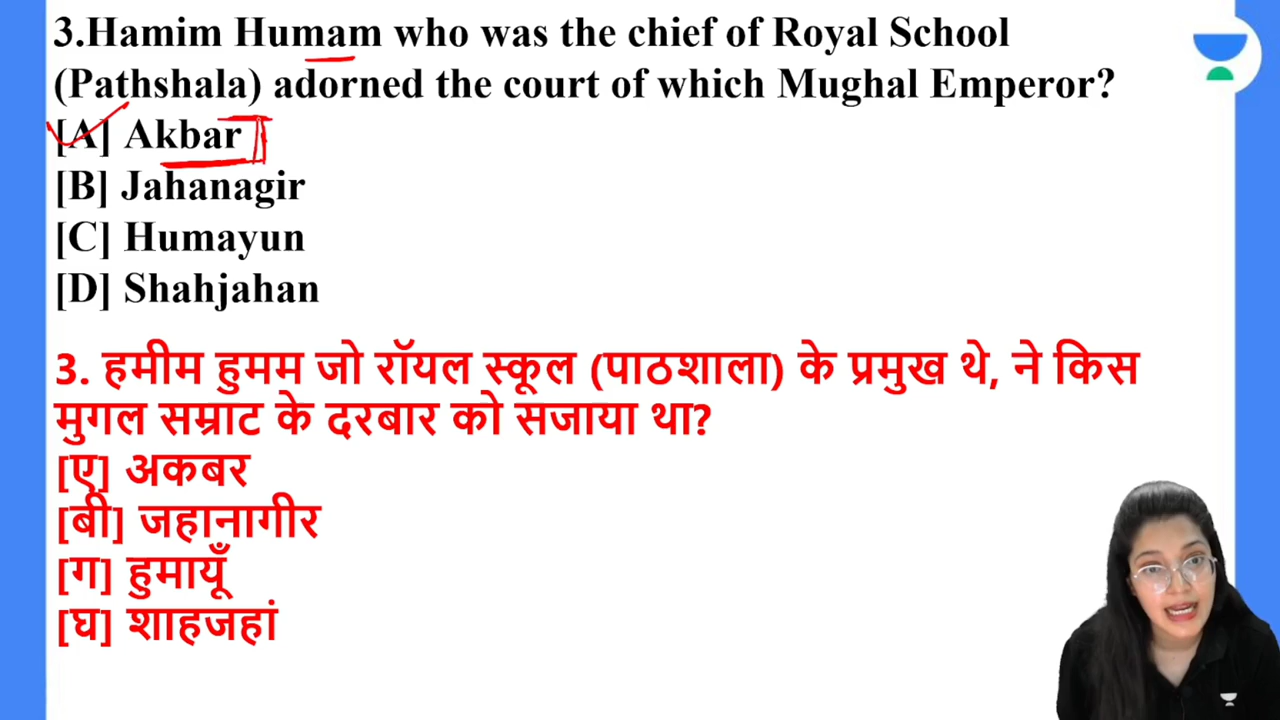 3.Hamim Humam who was the chief of Royal School
(Pathshala) adorned the court of which Mughal Emperor?
[A] Akbar
[B] Jahanagir
[C] Humayun
[D] Shahjahan
3. हमीम हुमम जो रॉयल स्कूल (पाठशाला) के प्रमुख थे, ने किस
मुगल सम्राट के दरबार को सजाया था?
[ए] अकबर
[बी] जहानागीर
[ग] हुमायूँ
[घ] शाहजहां